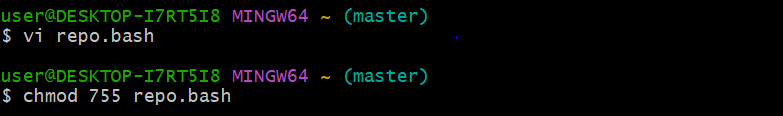 user@DESKTOP-I7RT5I8 MINGW64 ~ (master)
$ vi repo.bash
user@DESKTOP-I7RT5I8 MINGW64 ~ (master)
$ chmod 755 repo.bash